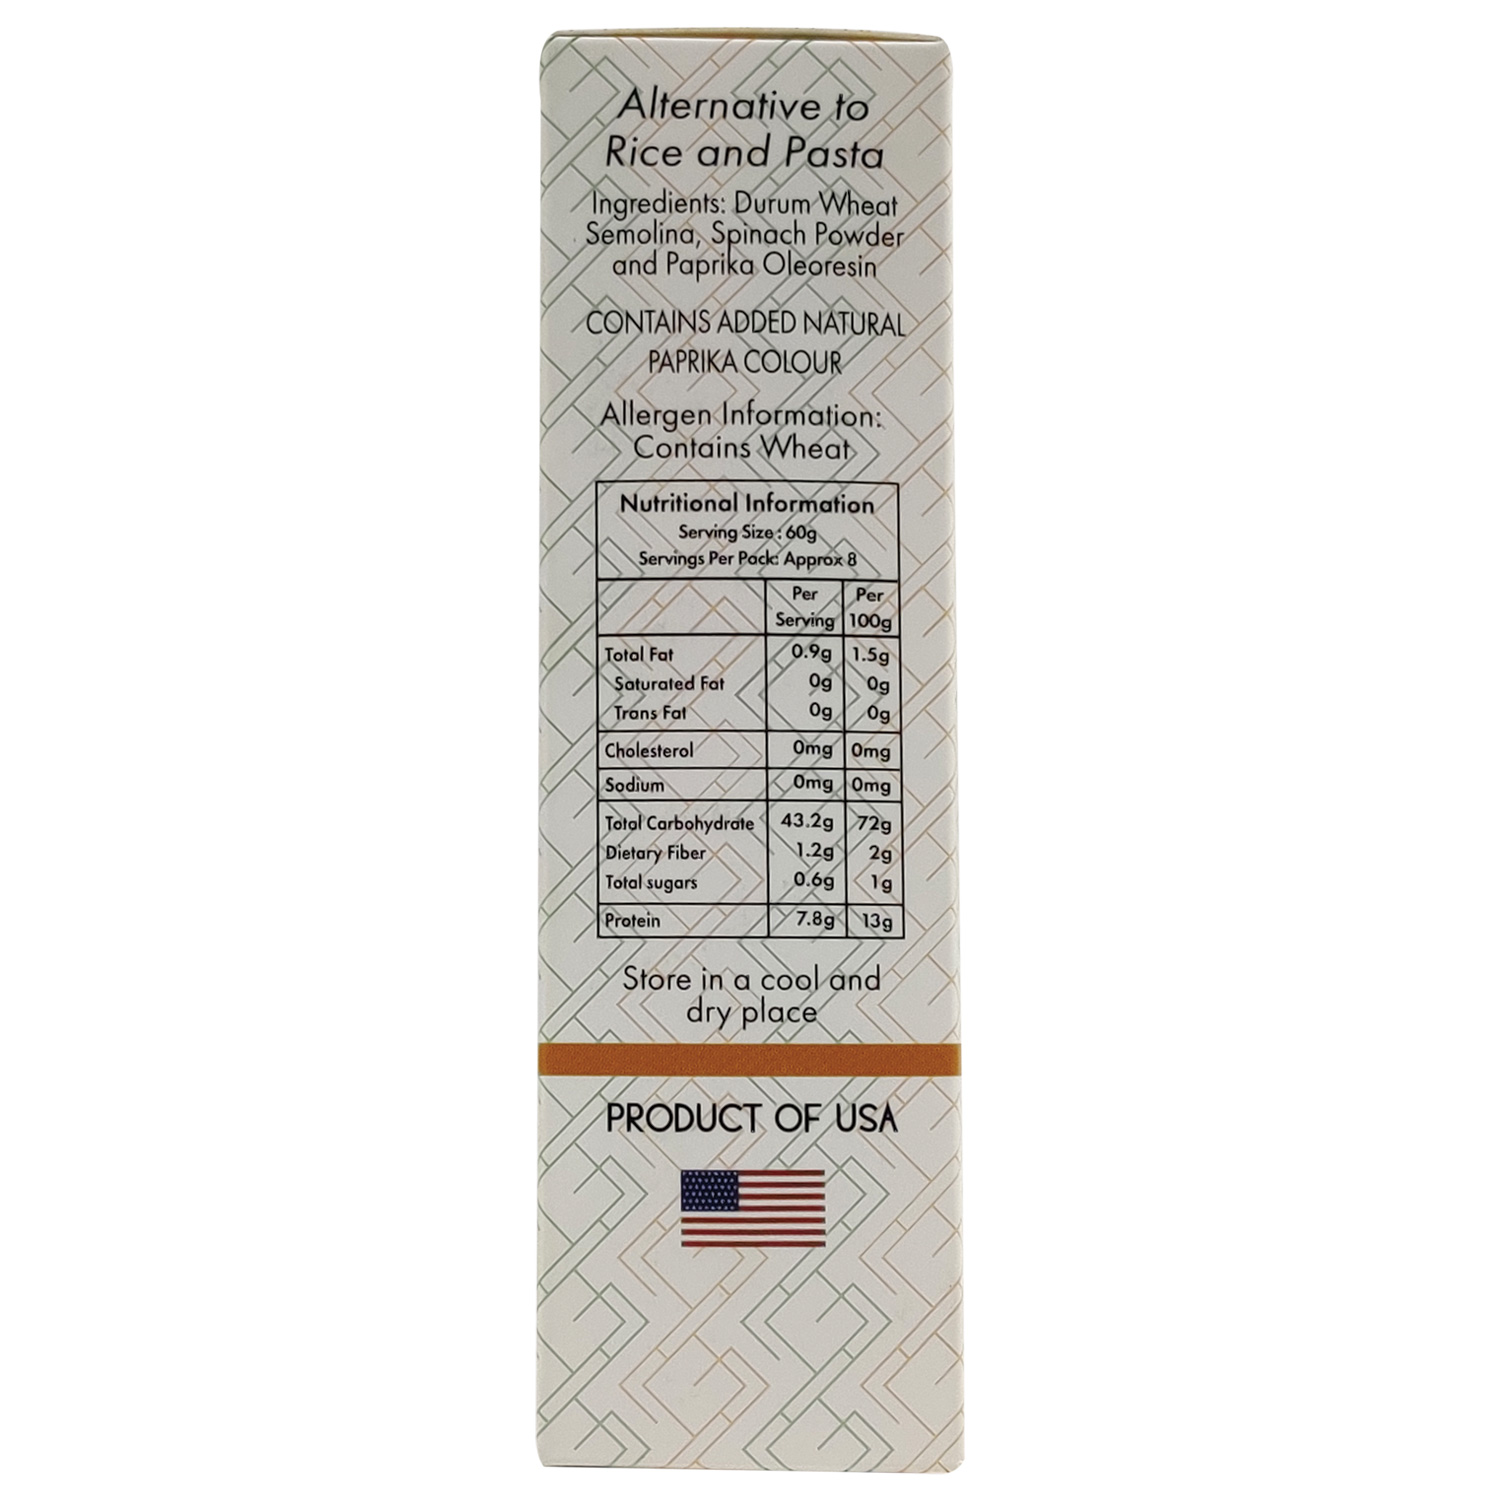 Alternative to
Rice and Pasta
Ingredients: Durum Wheat
Semolina, Spinach Powder
and Paprika Oleoresin
CONTAINS ADDED NATURAL
PAPRIKA COLOUR
Allergen Information:
Contains Wheat
Nutritional Information
Serving Size : 60g
Servings Per Pack: Approx 8
Per Serving Per 100g
Total Fat 0.9g 1.5g
Saturated Fat 0g 0g
Trans Fat 0g 0g
Cholesterol 0mg 0mg
Sodium 0mg 0mg
Total Carbohydrate 43.2g 72g
Dietary Fiber 1.2g 2g
Total sugars 0.6g 1g
Protein 7.8g 13g
Store in a cool and
dry place
PRODUCT OF USA